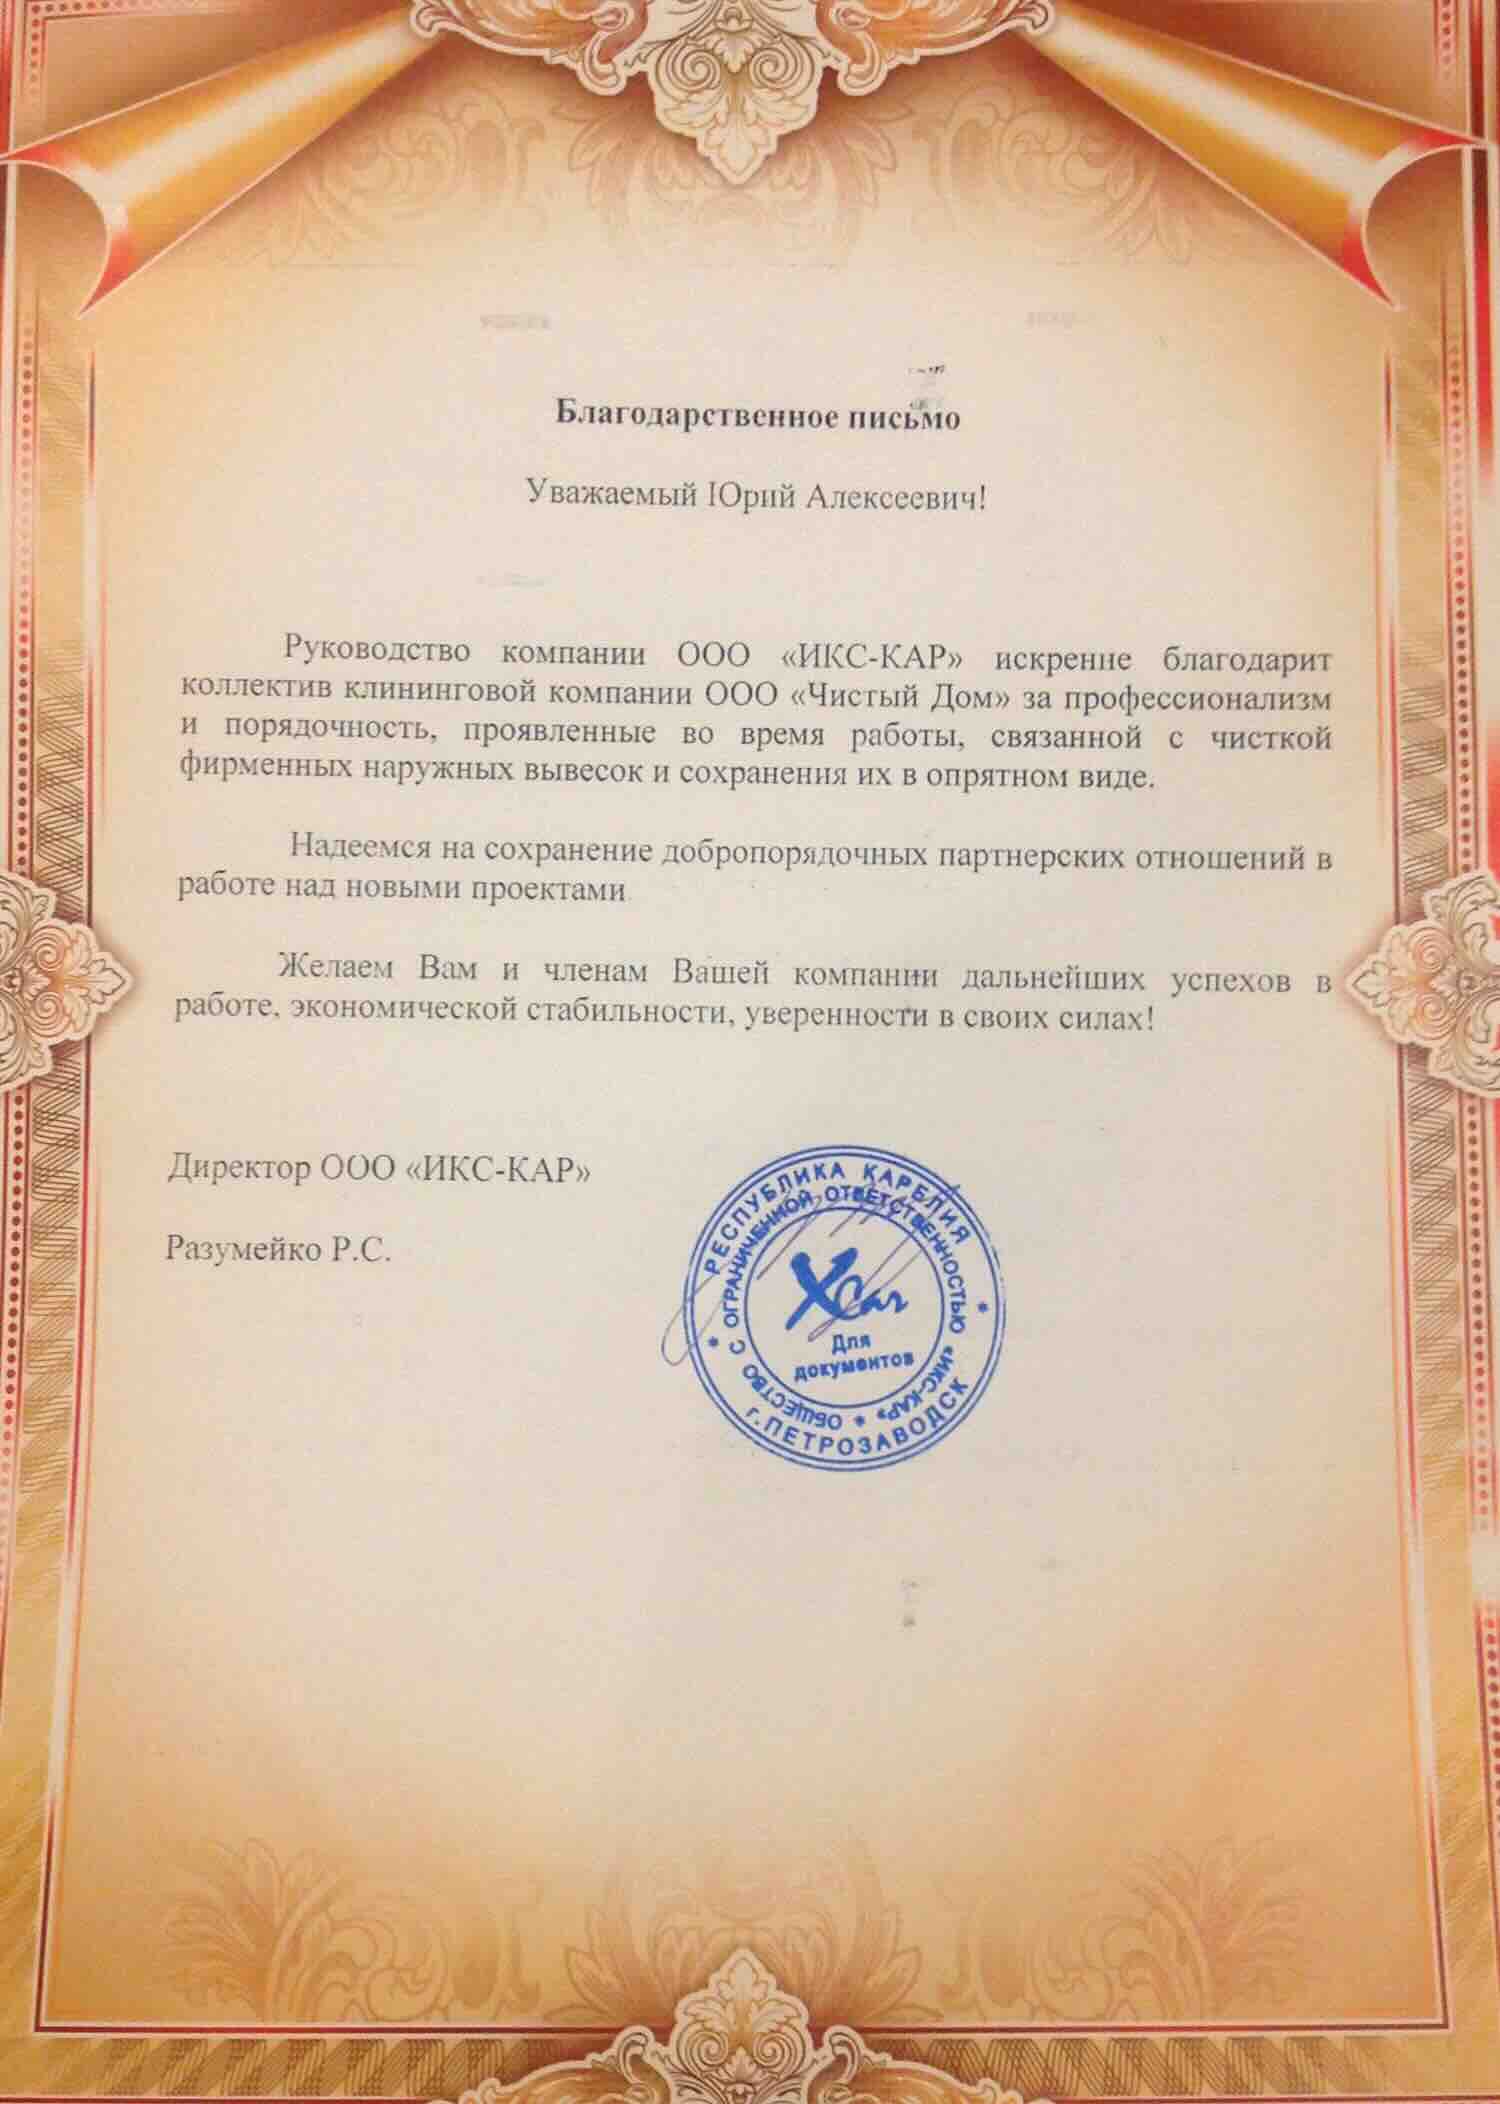 Благодарственное письмо
Уважаемый Юрий Алексеевич!
Руководство компании ООО «ИКС-КАР» искренне благодарит
коллектив клининговой компании ООО «Чистый Дом» за профессионализм
и порядочность, проявленные во время работы, связанной с чисткой
фирменных наружных вывесок и сохранения их в опрятном виде.
Надеемся на сохранение добропорядочных партнерских отношений в
работе над новыми проектами
Желаем Вам и членам Вашей компании дальнейших успехов в
работе, экономической стабильности, уверенности в своих силах!
Директор ООО «ИКС-КАР»
Разумейко Р.С.
РЕСПУБЛИКА КАРЕЛИЯ
* г. ПЕТРОЗАВОДСК *
ОБЩЕСТВО С ОГРАНИЧЕННОЙ ОТВЕТСТВЕННОСТЬЮ «ИКС-КАР» *
XCar
Для
документов